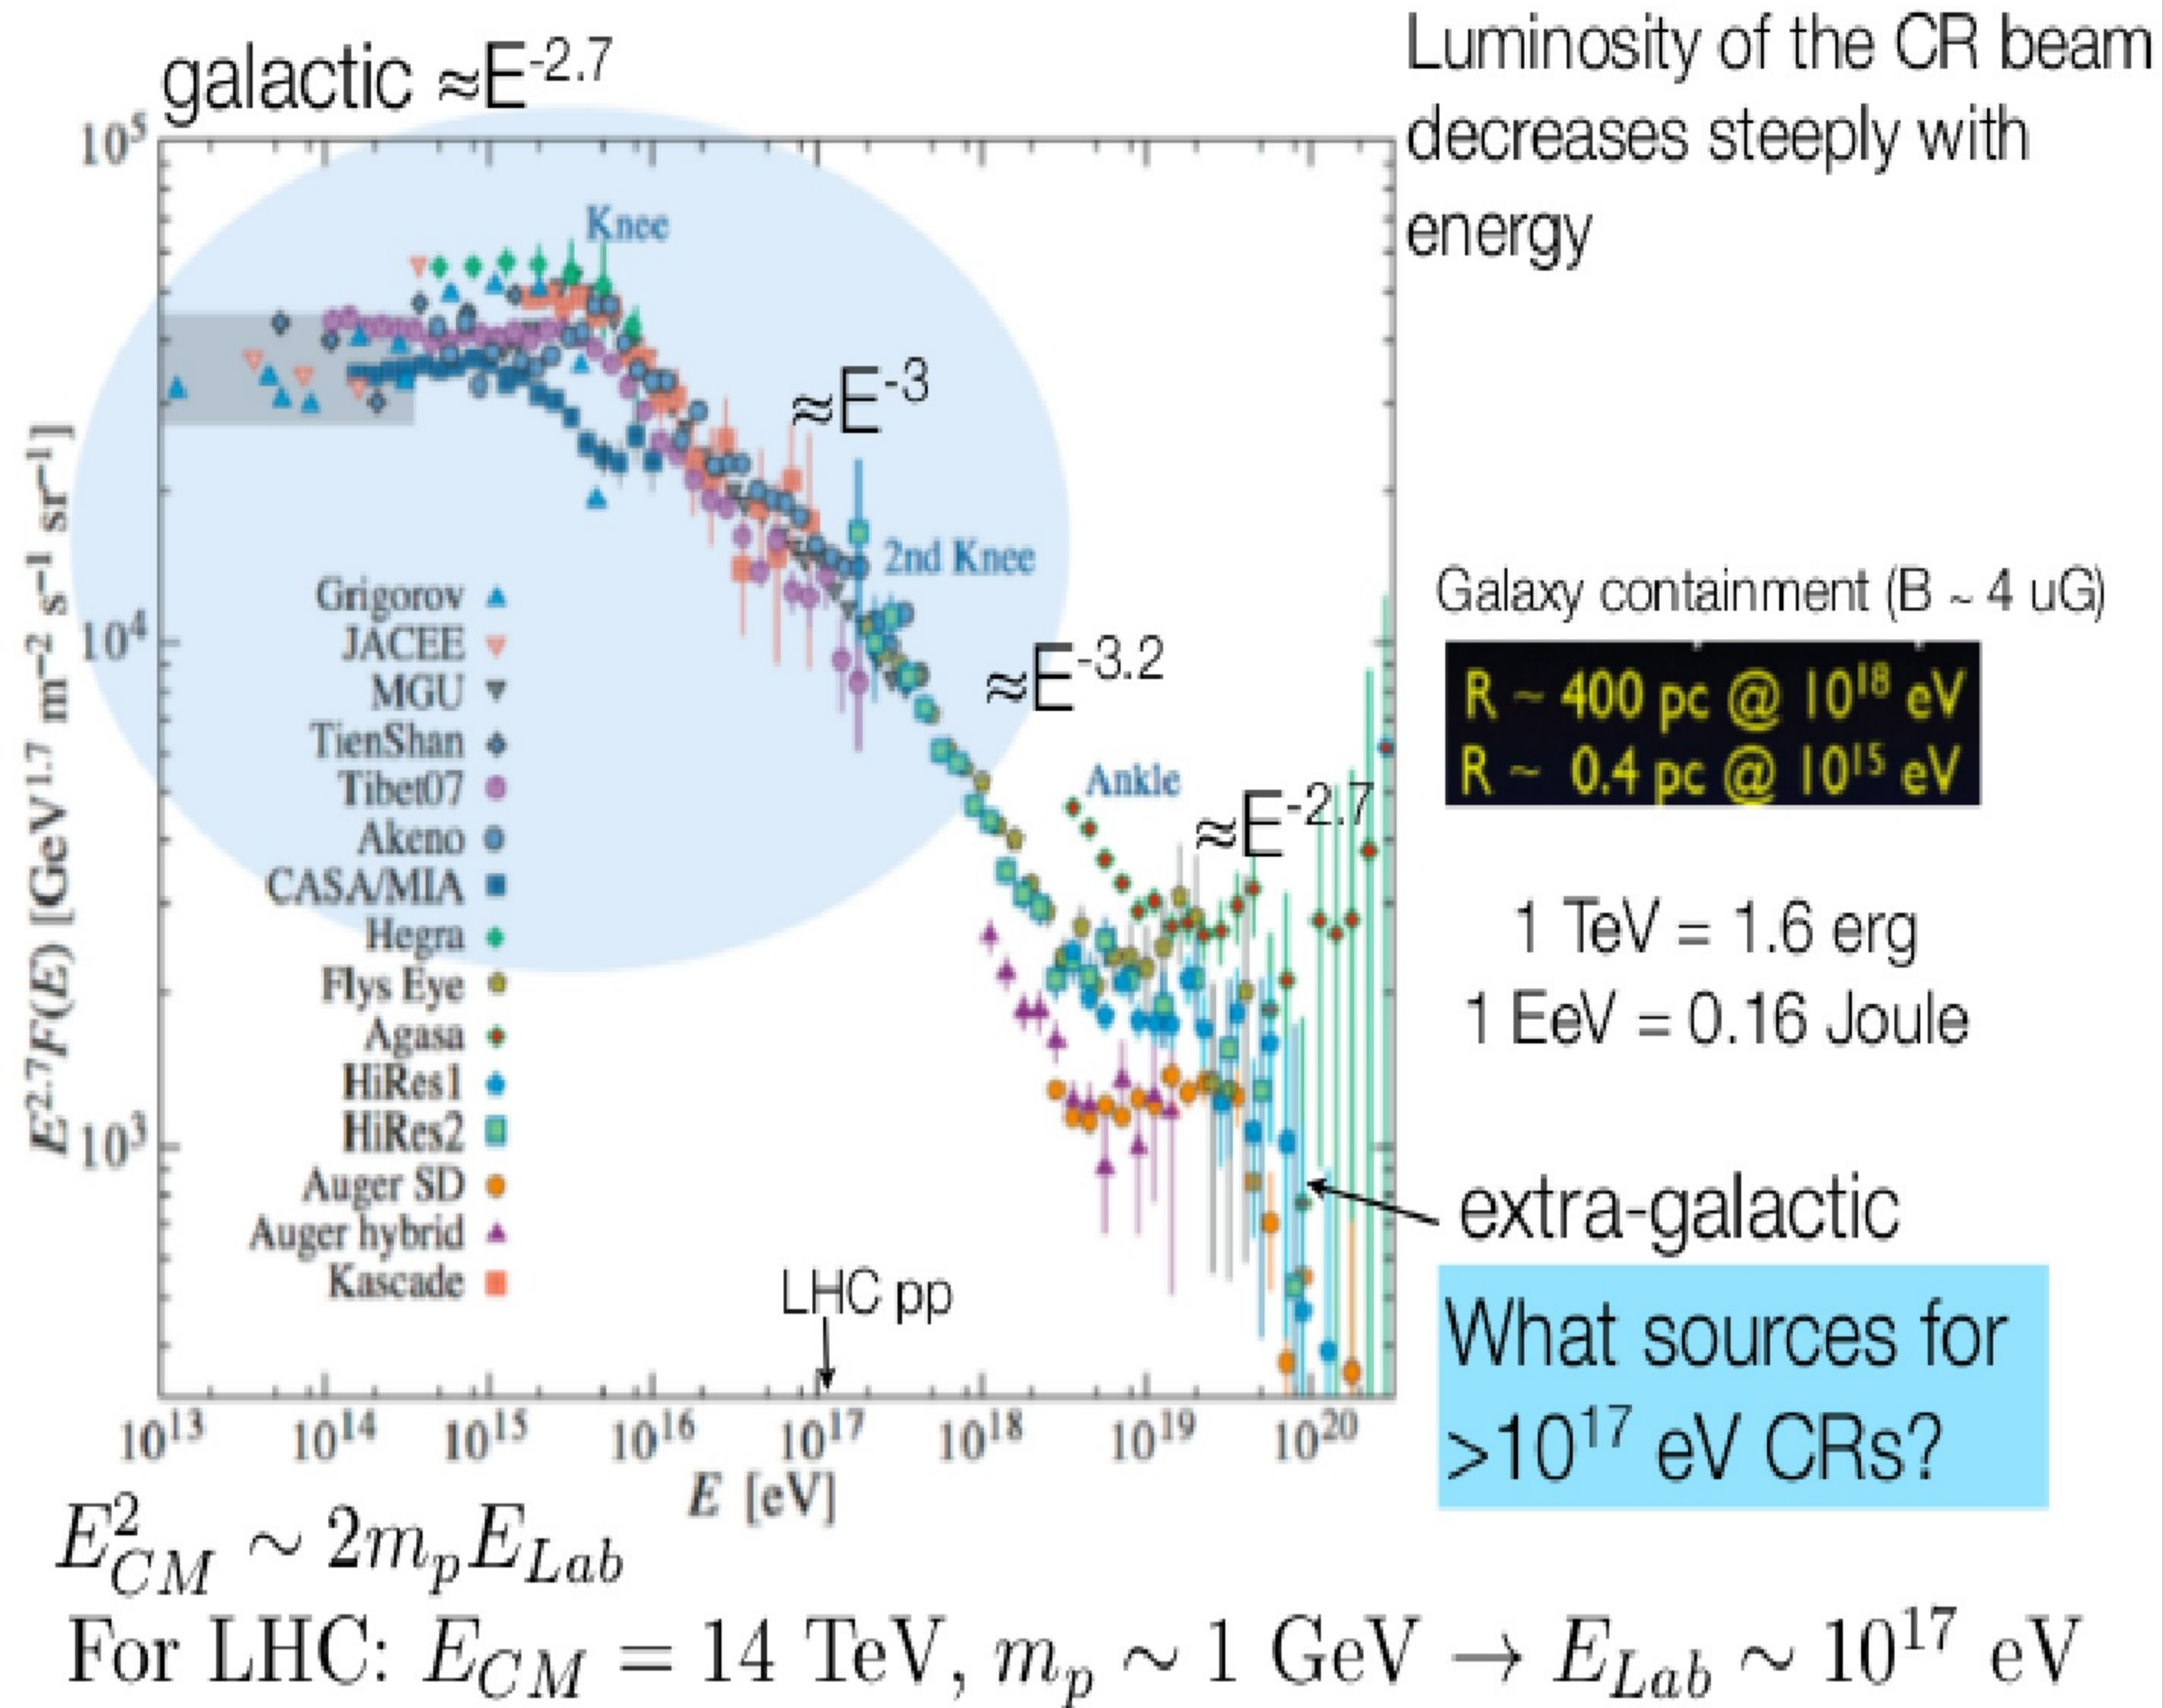 galactic ≈E^-2.7
Luminosity of the CR beam
decreases steeply with
energy
10^5
Knee
≈E^-3
2nd Knee
Grigorov
JACEE
MGU
TienShan
Tibet07
Akeno
CASA/MIA
Hegra
Flys Eye
Agasa
HiRes1
HiRes2
Auger SD
Auger hybrid
Kascade
10^4
≈E^-3.2
Ankle
≈E^-2.7
10^3
E^2.7F(E) [GeV^1.7 m^−2 s^−1 sr^−1]
LHC pp
10^13 10^14 10^15 10^16 10^17 10^18 10^19 10^20
E [eV]
Galaxy containment (B ~ 4 uG)
R ~ 400 pc @ 10^18 eV
R ~ 0.4 pc @ 10^15 eV
1 TeV = 1.6 erg
1 EeV = 0.16 Joule
extra-galactic
What sources for
>10^17 eV CRs?
E^2_CM ∼ 2m_pE_Lab
For LHC: E_CM = 14 TeV, m_p ∼ 1 GeV → E_Lab ∼ 10^17 eV